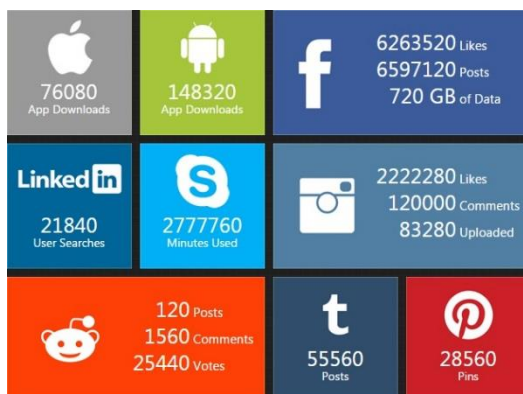 76080
App Downloads
148320
App Downloads
6263520 Likes
6597120 Posts
720 GB of Data
Linked in
21840
User Searches
2777760
Minutes Used
2222280 Likes
120000 Comments
83280 Uploaded
120 Posts
1560 Comments
25440 Votes
55560
Posts
28560
Pins